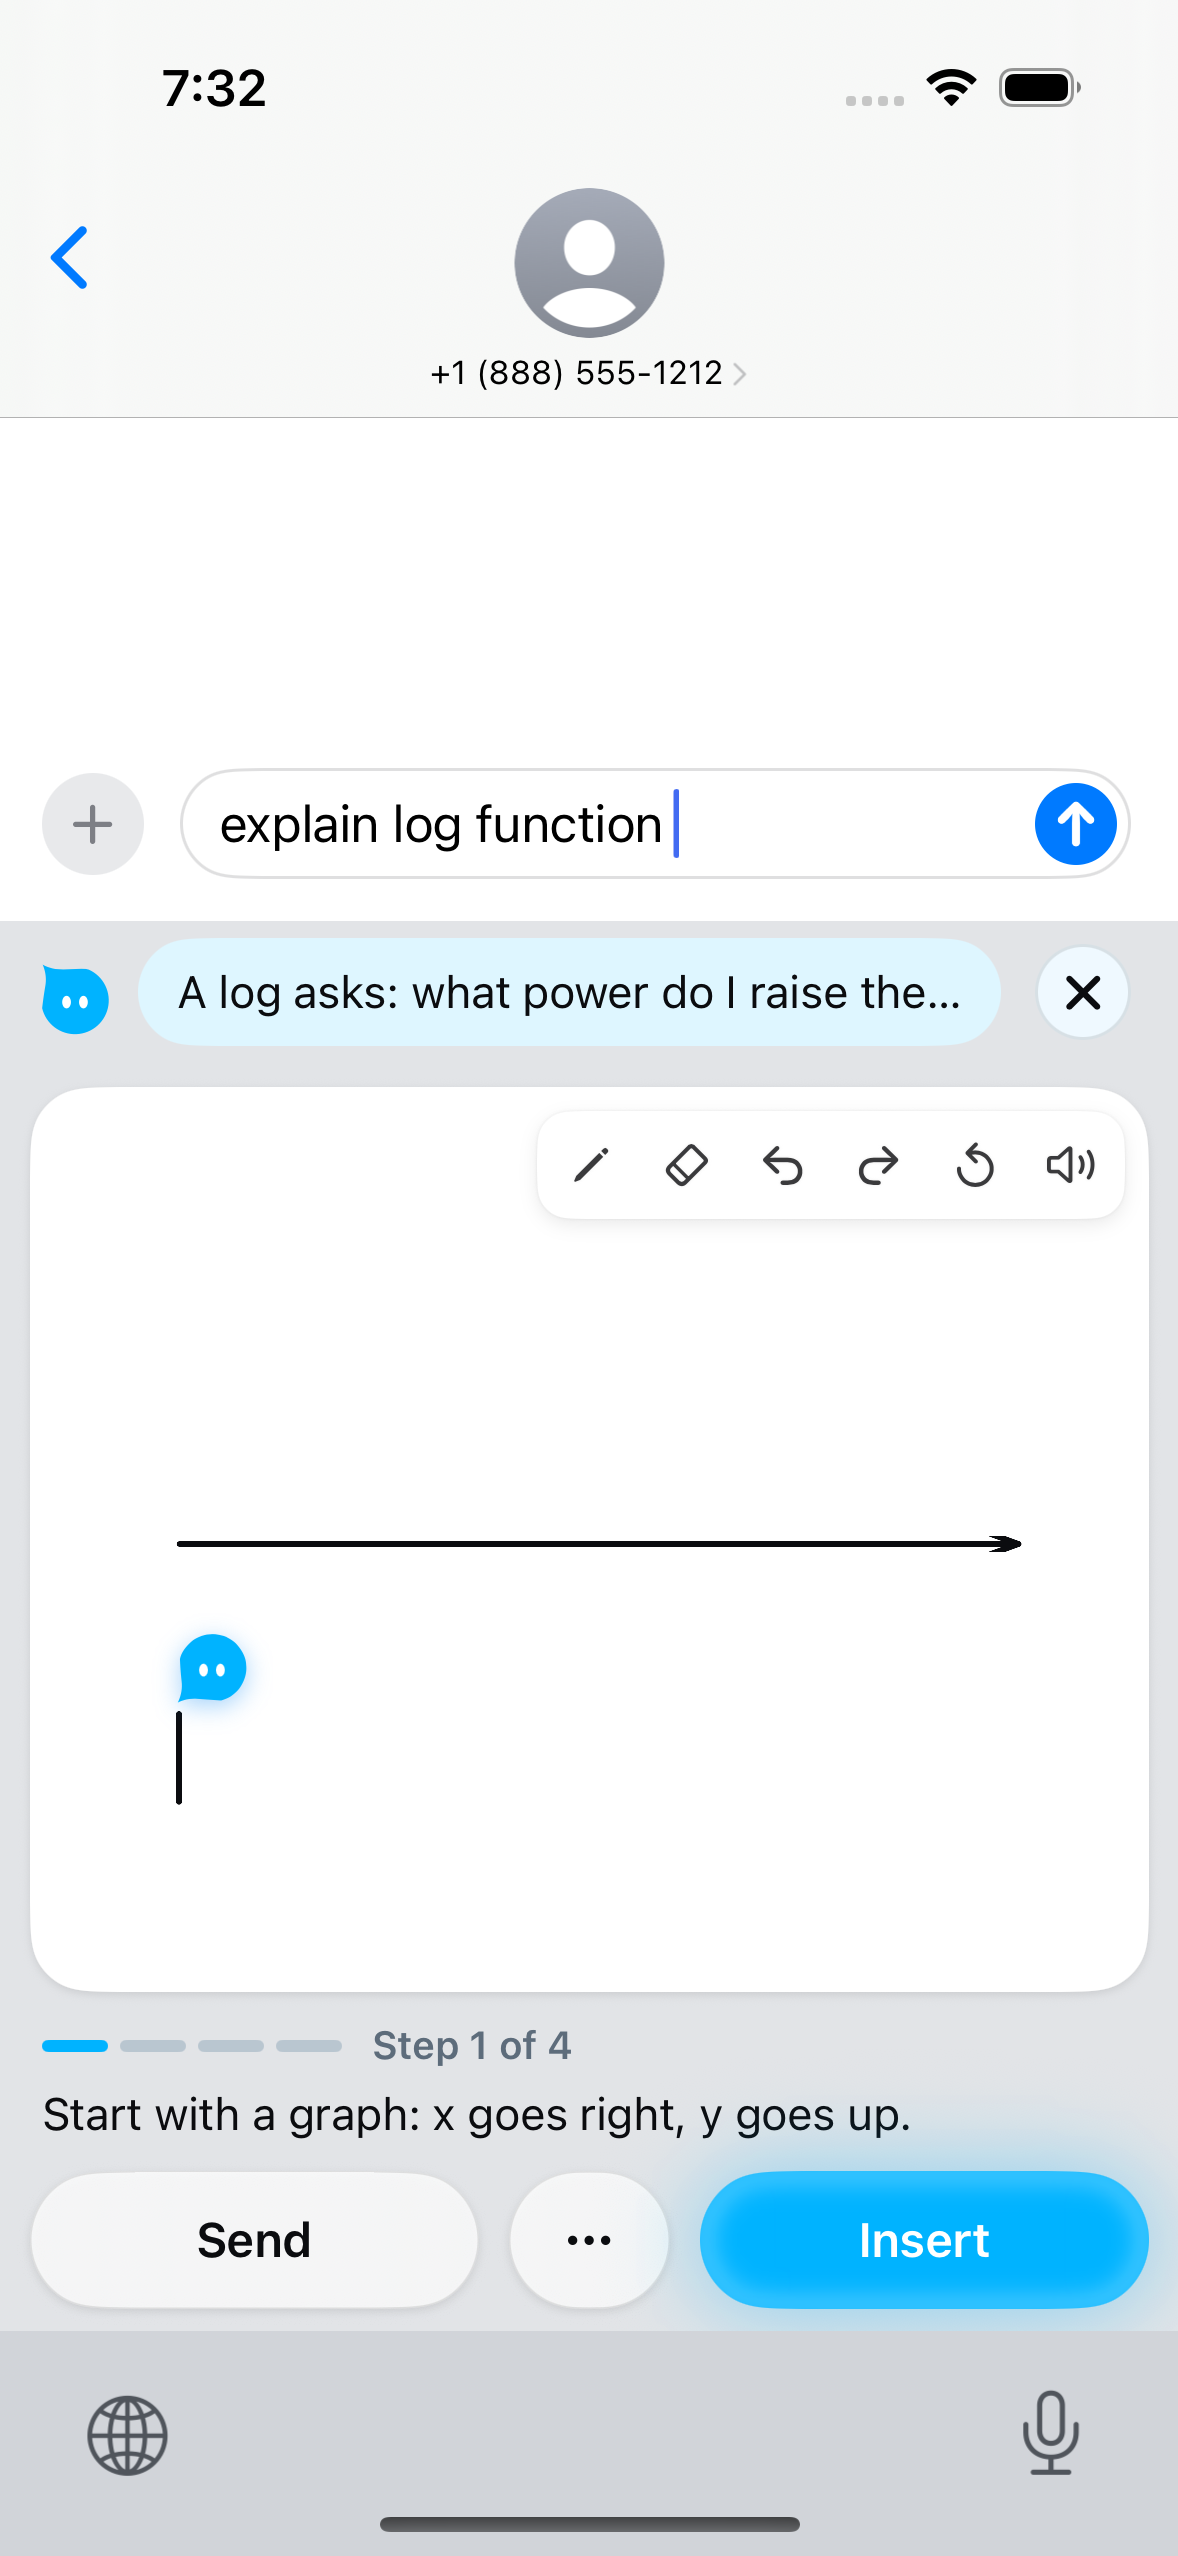 7:32
+1 (888) 555-1212
explain log function
A log asks: what power do I raise the...
Step 1 of 4
Start with a graph: x goes right, y goes up.
Send
Insert